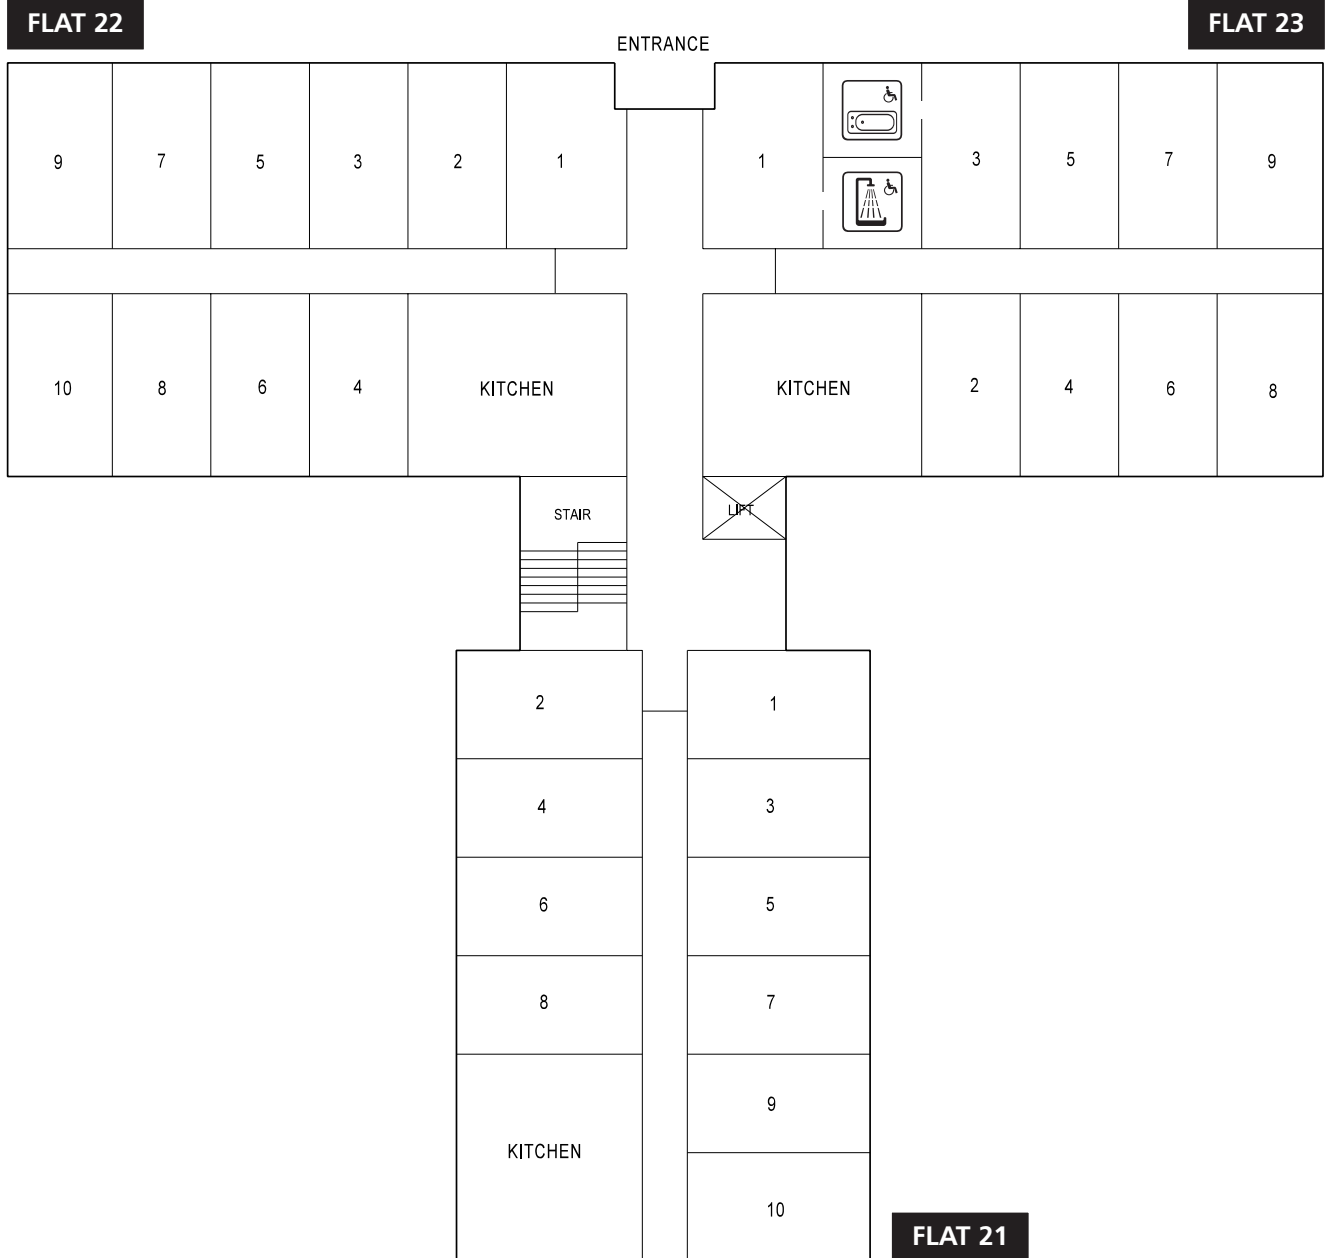 FLAT 22
FLAT 23
ENTRANCE
9 7 5 3 2 1 1 3 5 7 9
10 8 6 4 KITCHEN KITCHEN 2 4 6 8
STAIR LIFT
2 1
4 3
6 5
8 7
9
KITCHEN
10
FLAT 21